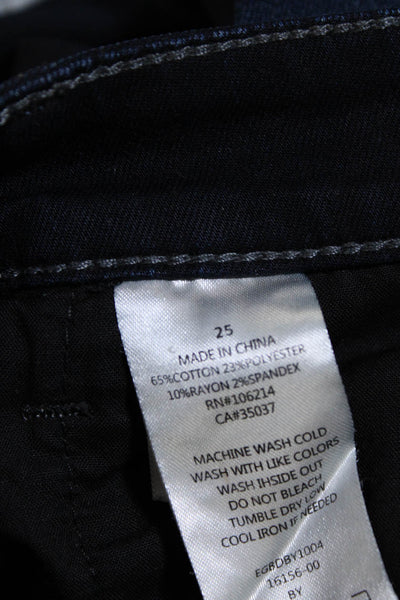 25
MADE IN CHINA
65%COTTON 23%POLYESTER
10%RAYON 2%SPANDEX
RN#106214
CA#35037
MACHINE WASH COLD
WASH WITH LIKE COLORS
WASH IHSIDE OUT
DO NOT BLEACH
TUMBLE DRY LOW
COOL IRON IF NEEDED
EGBDBY1004
16156-00
BY